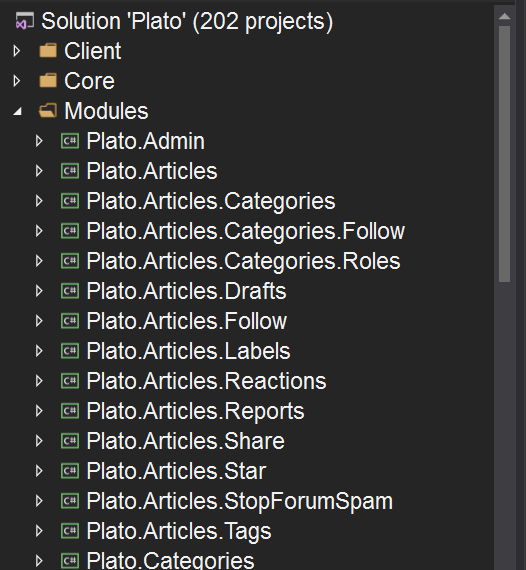 Solution 'Plato' (202 projects)
Client
Core
Modules
C# Plato.Admin
C# Plato.Articles
C# Plato.Articles.Categories
C# Plato.Articles.Categories.Follow
C# Plato.Articles.Categories.Roles
C# Plato.Articles.Drafts
C# Plato.Articles.Follow
C# Plato.Articles.Labels
C# Plato.Articles.Reactions
C# Plato.Articles.Reports
C# Plato.Articles.Share
C# Plato.Articles.Star
C# Plato.Articles.StopForumSpam
C# Plato.Articles.Tags
C# Plato.Categories